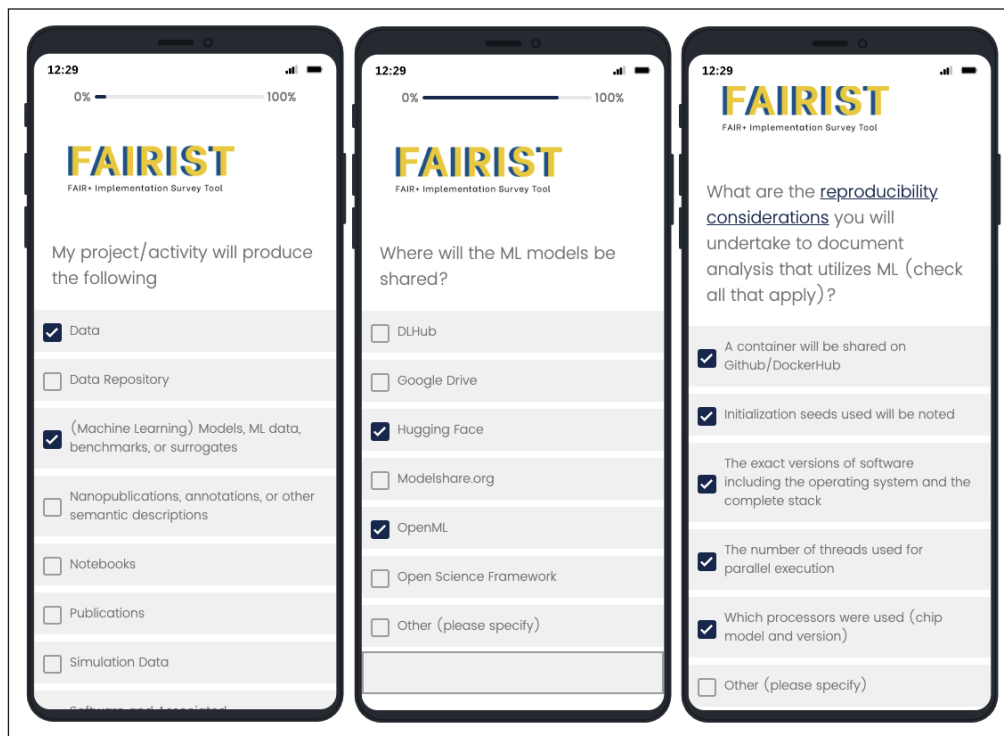 12:29
0% 100%
FAIRIST
FAIR+ Implementation Survey Tool
My project/activity will produce
the following
Data
Data Repository
(Machine Learning) Models, ML data,
benchmarks, or surrogates
Nanopublications, annotations, or other
semantic descriptions
Notebooks
Publications
Simulation Data
Software and Associated
12:29
0% 100%
FAIRIST
FAIR+ Implementation Survey Tool
Where will the ML models be
shared?
DLHub
Google Drive
Hugging Face
Modelshare.org
OpenML
Open Science Framework
Other (please specify)
12:29
FAIRIST
FAIR+ Implementation Survey Tool
What are the reproducibility
considerations you will
undertake to document
analysis that utilizes ML (check
all that apply)?
A container will be shared on
Github/DockerHub
Initialization seeds used will be noted
The exact versions of software
including the operating system and the
complete stack
The number of threads used for
parallel execution
Which processors were used (chip
model and version)
Other (please specify)